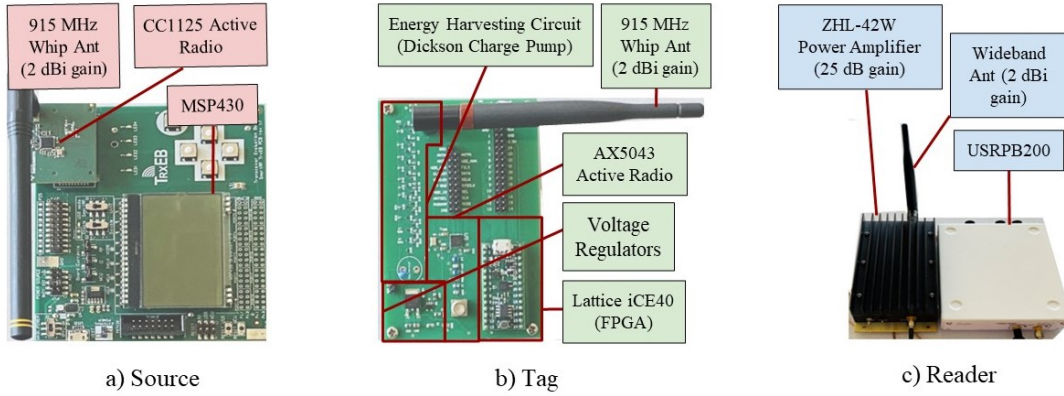 915 MHz
Whip Ant
(2 dBi gain)
CC1125 Active
Radio
MSP430
TRXEB
Energy Harvesting Circuit
(Dickson Charge Pump)
915 MHz
Whip Ant
(2 dBi gain)
AX5043
Active Radio
Voltage
Regulators
Lattice iCE40
(FPGA)
ZHL-42W
Power Amplifier
(25 dB gain)
Wideband
Ant (2 dBi
gain)
USRPB200
a) Source
b) Tag
c) Reader